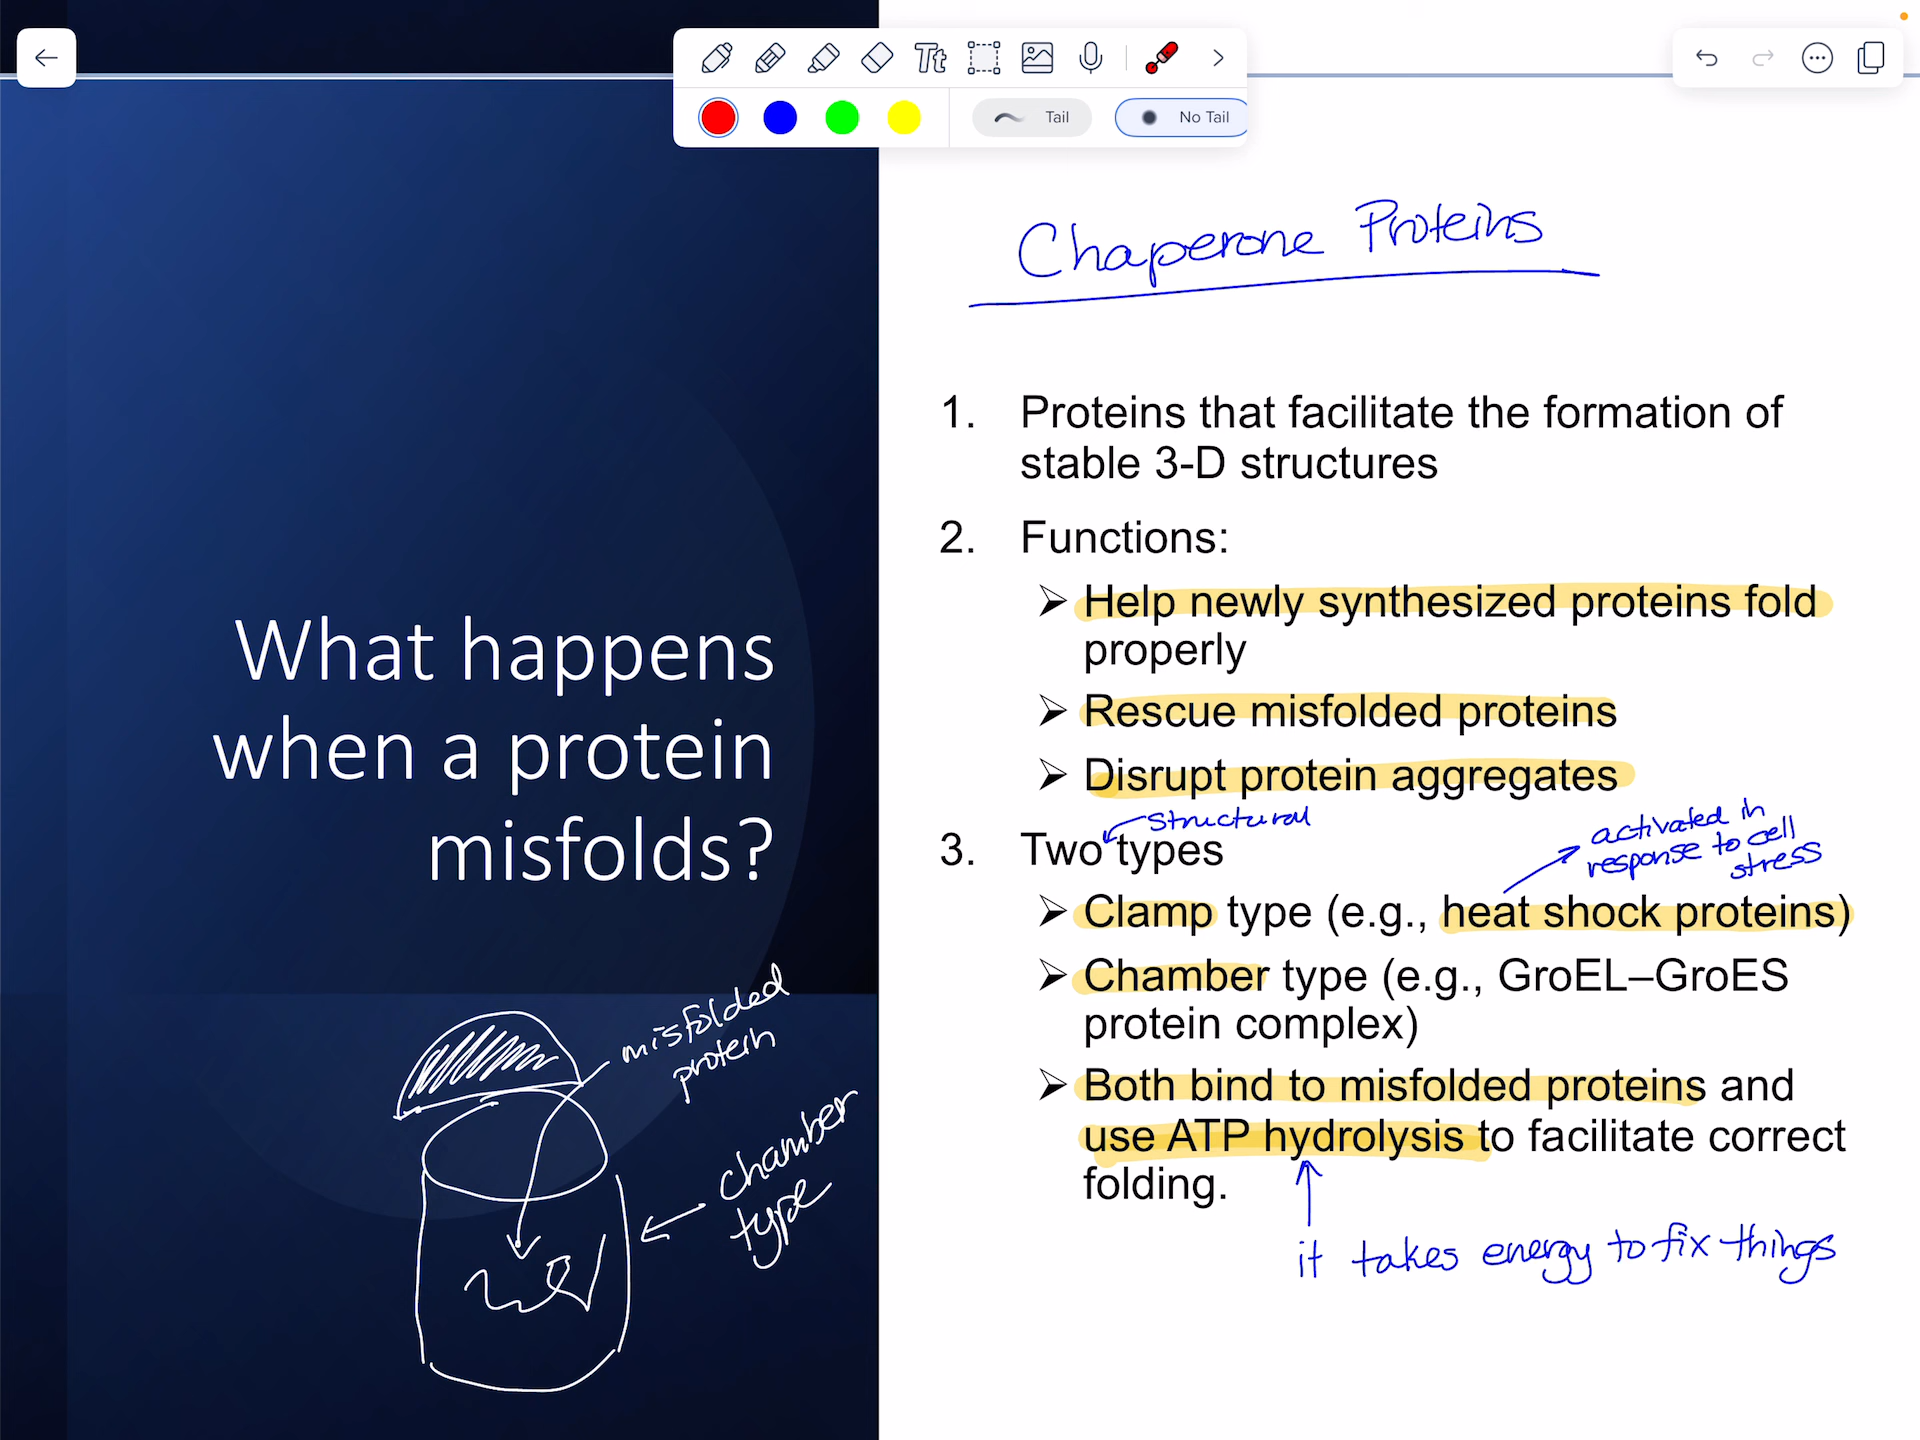 Tail
No Tail
What happens
when a protein
misfolds?
misfolded
protein
chamber
type
Chaperone Proteins
1. Proteins that facilitate the formation of
stable 3-D structures
2. Functions:
➢ Help newly synthesized proteins fold
properly
➢ Rescue misfolded proteins
➢ Disrupt protein aggregates
structural
3. Two types
activated in
response to cell
stress
➢ Clamp type (e.g., heat shock proteins)
➢ Chamber type (e.g., GroEL–GroES
protein complex)
➢ Both bind to misfolded proteins and
use ATP hydrolysis to facilitate correct
folding.
it takes energy to fix things